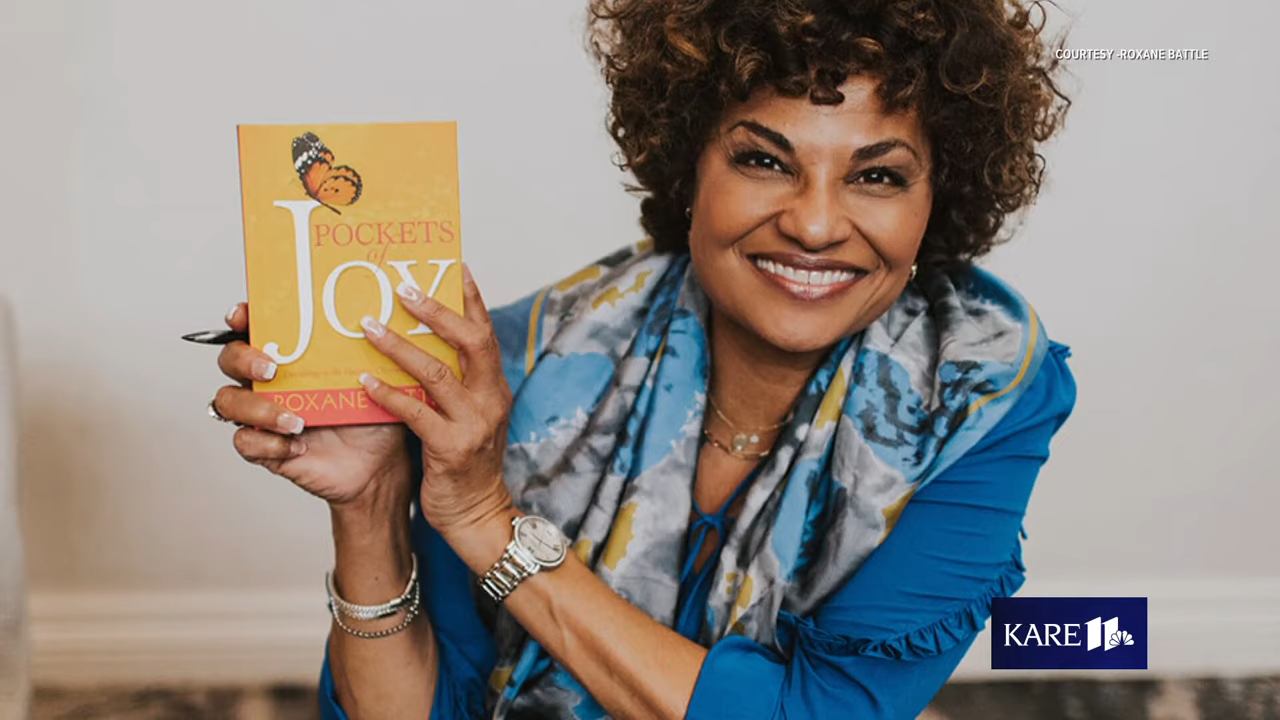 COURTESY -ROXANE BATTLE
POCKETS
of
JOY
ROXANE
KARE 11